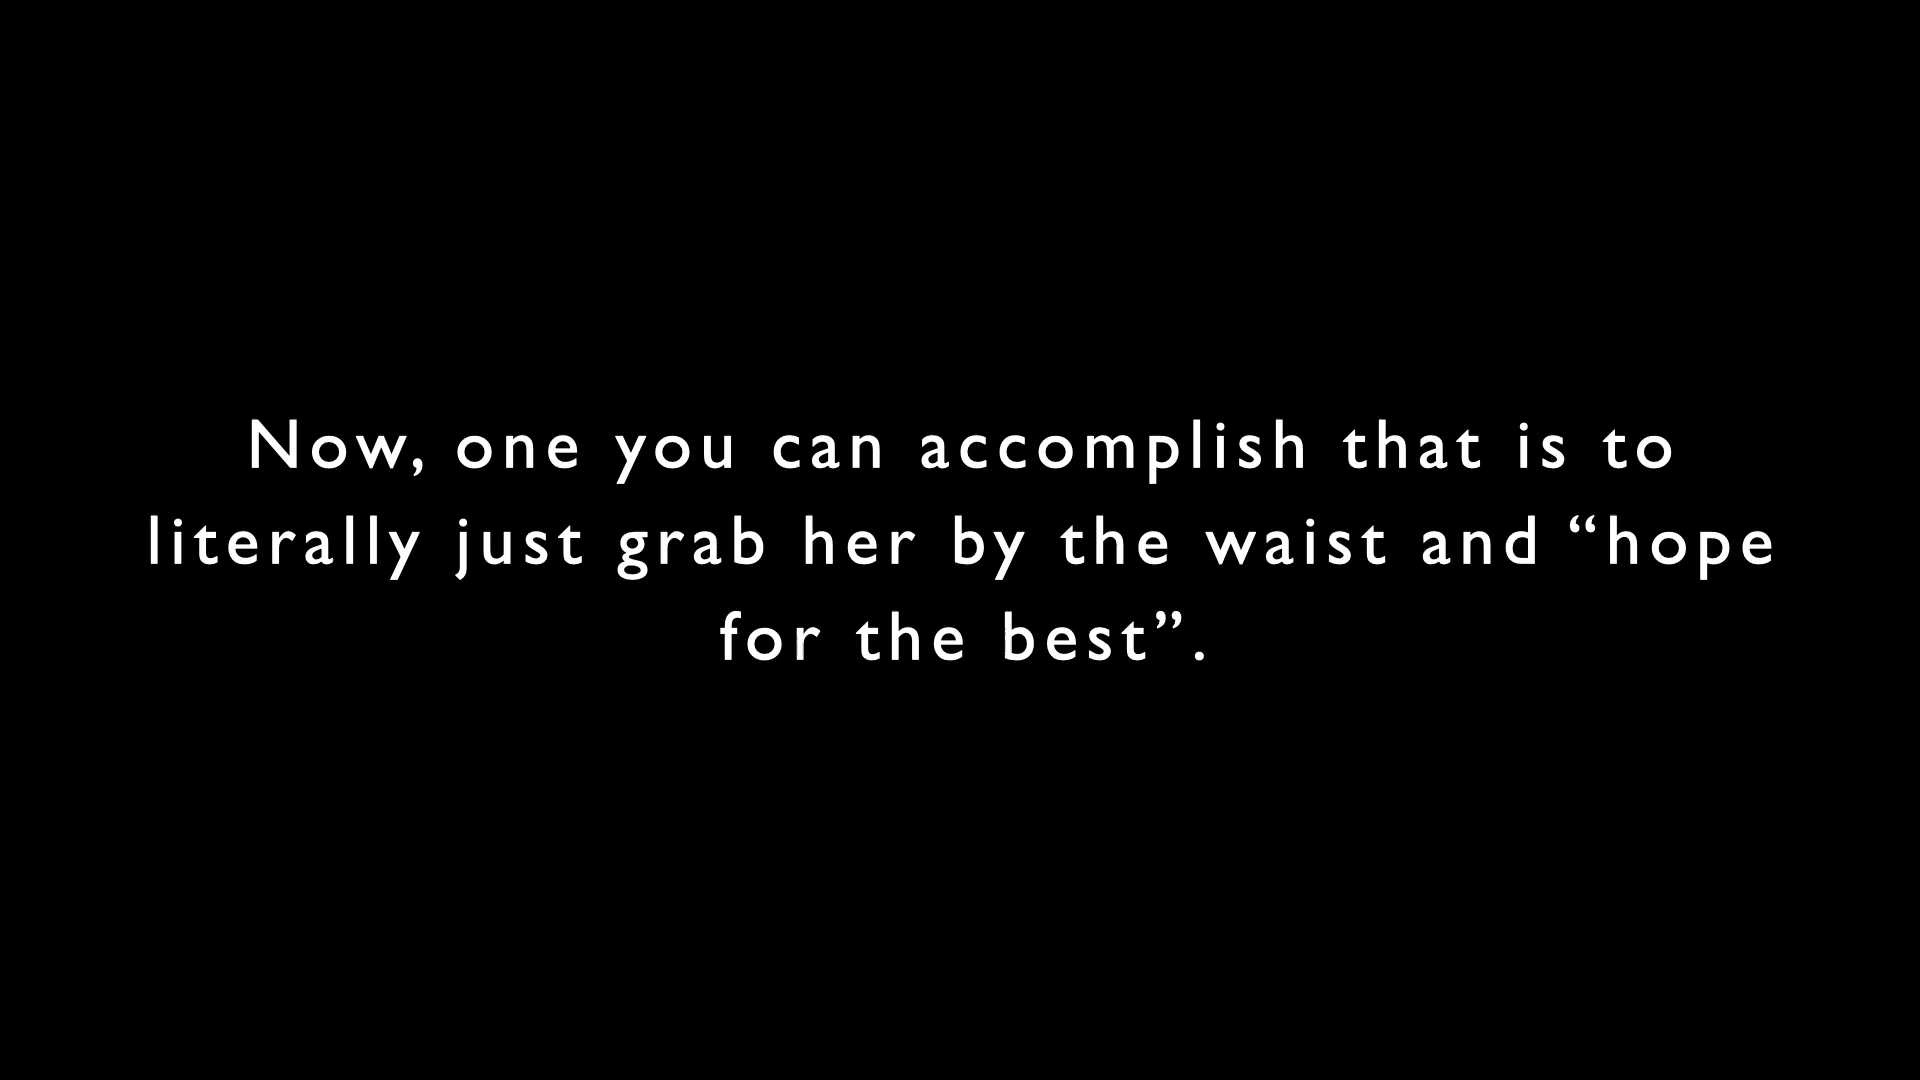 Now, one you can accomplish that is to
literally just grab her by the waist and “hope
for the best”.